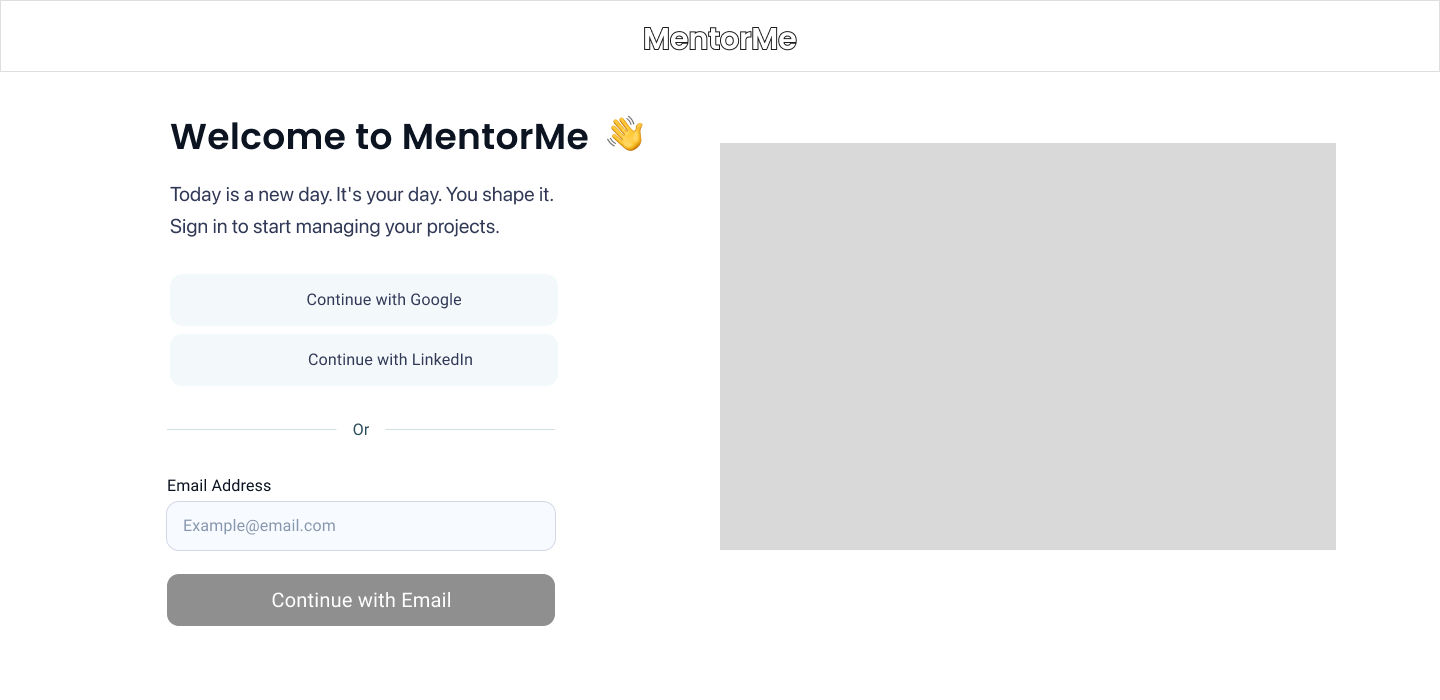 MentorMe
Welcome to MentorMe 👋
Today is a new day. It's your day. You shape it.
Sign in to start managing your projects.
Continue with Google
Continue with LinkedIn
Or
Email Address
Example@email.com
Continue with Email